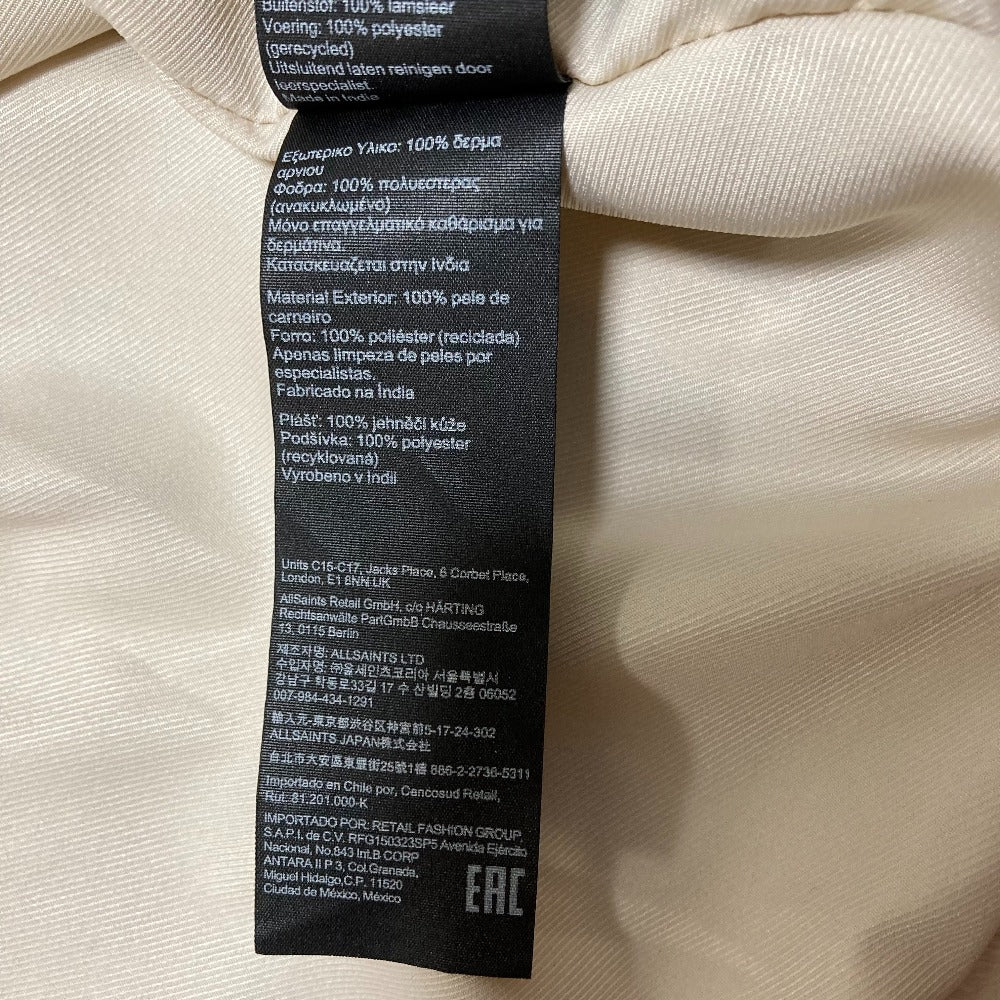 Buitenstof: 100% lamsleer
Voering: 100% polyester
(gerecycled)
Uitsluitend laten reinigen door
leerspecialist.
Made in India
Εξωτερικο Υλικο: 100% δερμα
αρνιου
Φοδρα: 100% πολυεστερας
(ανακυκλωμένο)
Μόνο επαγγελματικό καθάρισμα για
δερμάτινα.
Κατασκευαζεται στην Ινδια
Material Exterior: 100% pele de
carneiro
Forro: 100% poliéster (reciclada)
Apenas limpeza de peles por
especialistas.
Fabricado na Índia
Plášť: 100% jehněčí kůže
Podšívka: 100% polyester
(recyklovaná)
Vyrobeno v Indii
Units C15-C17, Jacks Place, 6 Corbet Place,
London, E1 6NN.UK
AllSaints Retail GmbH, c/o HÄRTING
Rechtsanwälte PartGmbB Chausseestraße
13, 0115 Berlin
제조자명: ALLSAINTS LTD
수입자명: ㈜올세인츠코리아 서울특별시
강남구 학동로33길 17 수 산빌딩 2층 06052
007-984-434-1291
輸入元-東京都渋谷区神宮前5-17-24-302
ALLSAINTS JAPAN株式会社
台北市大安區東豐街25號1樓 886-2-2736-5311
Importado en Chile por, Cencosud Retail,
Rut. 81.201.000-K
IMPORTADO POR: RETAIL FASHION GROUP,
S.A.P.I. de C.V. RFG150323SP5 Avenida Ejército
Nacional, No.843 Int.B CORP
ANTARA II P 3, Col.Granada,
Miguel Hidalgo,C.P. 11520
Ciudad de México, México
EAC